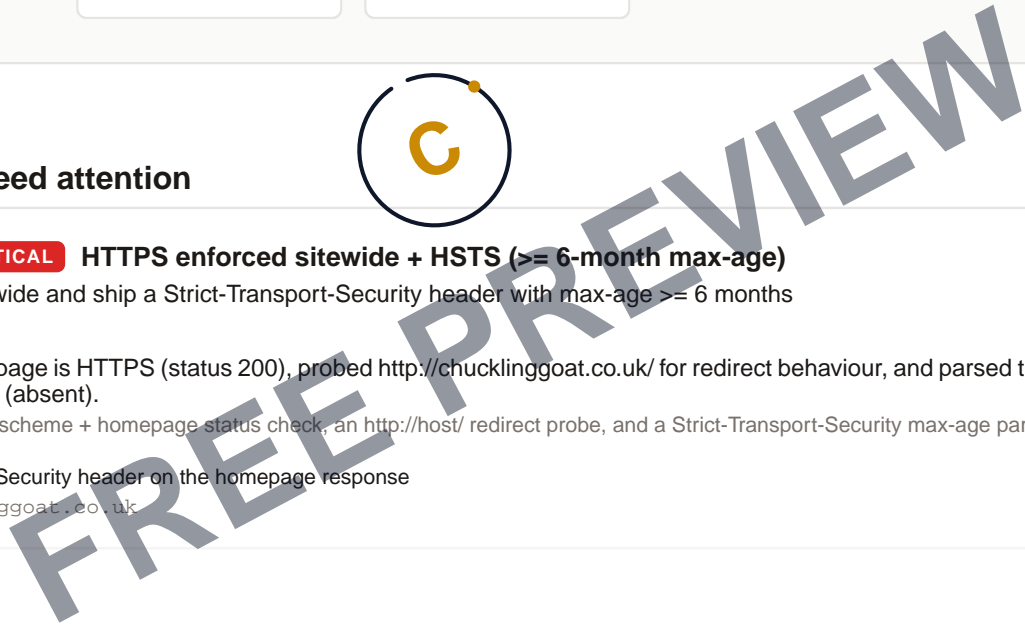 C
eed attention
TICAL HTTPS enforced sitewide + HSTS (>= 6-month max-age)
wide and ship a Strict-Transport-Security header with max-age >= 6 months
page is HTTPS (status 200), probed http://chucklinggoat.co.uk/ for redirect behaviour, and parsed t
(absent).
scheme + homepage status check, an http://host/ redirect probe, and a Strict-Transport-Security max-age par
Security header on the homepage response
ggoat.co.uk
FREE PREVIEW